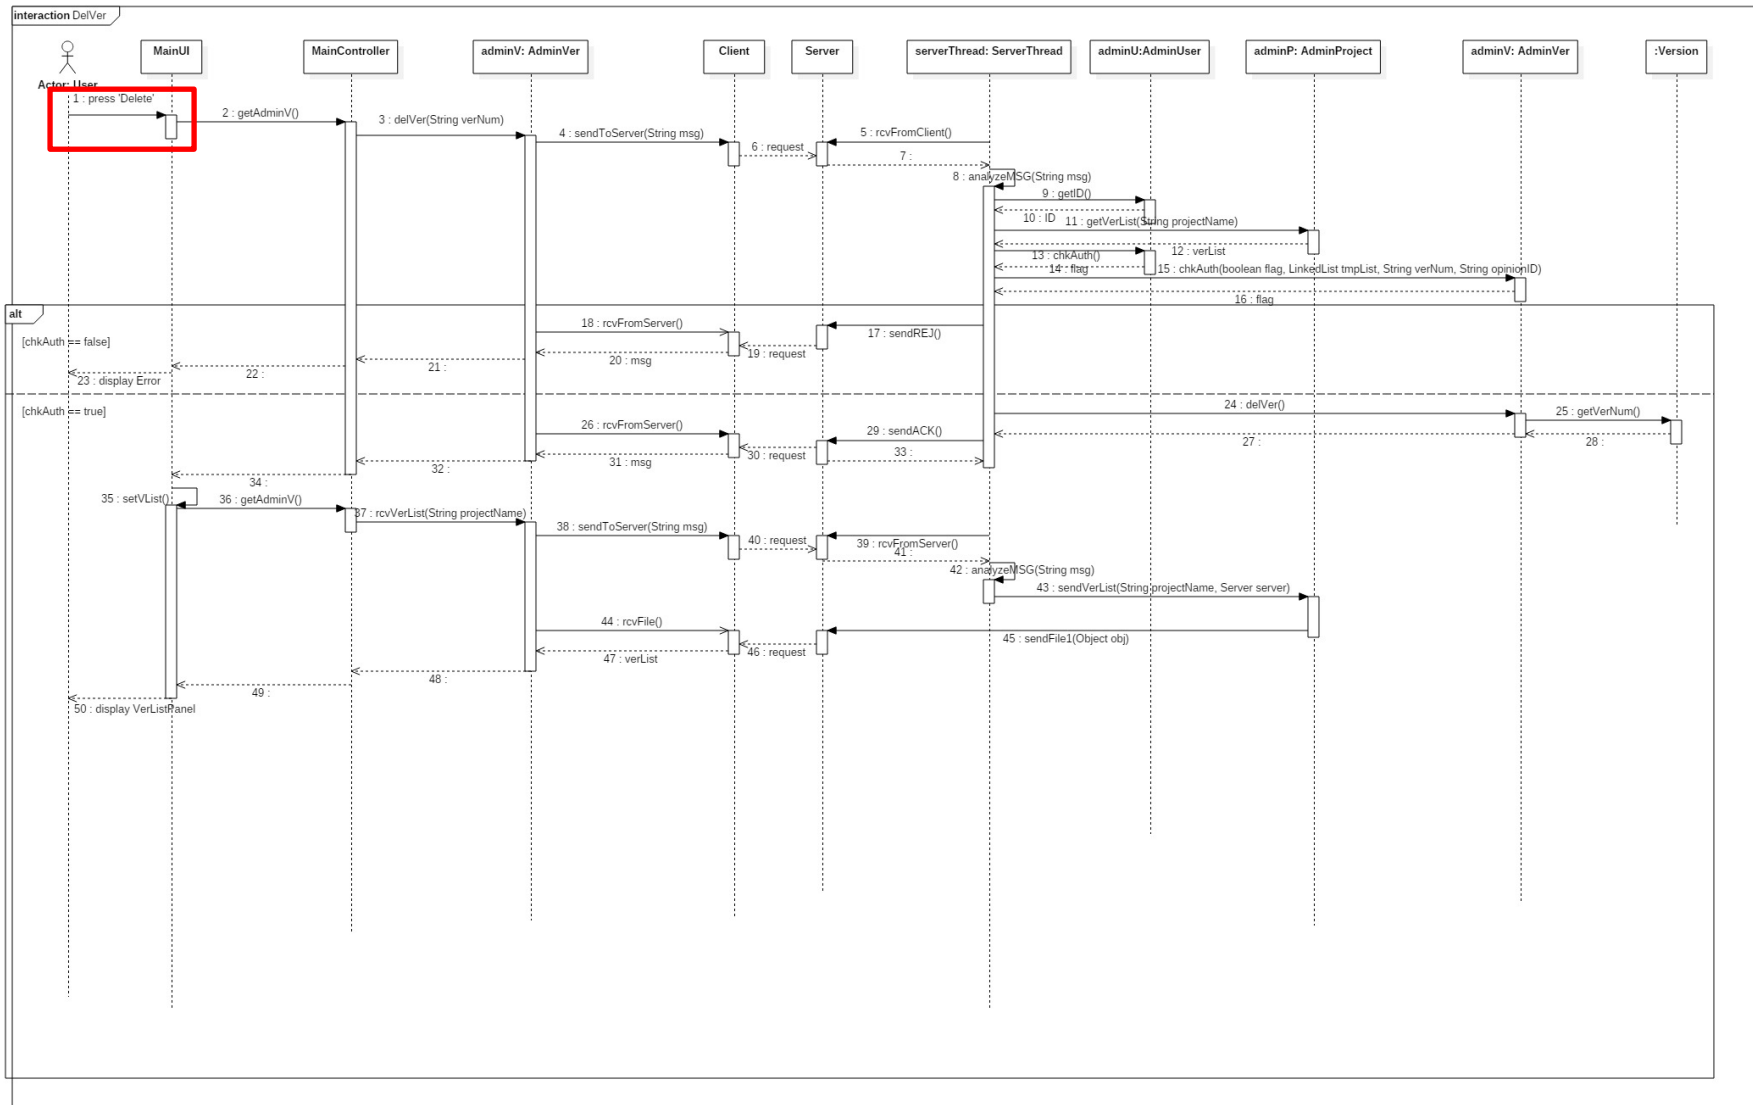 interaction DelVer
MainUI
MainController
adminV: AdminVer
Client
Server
serverThread: ServerThread
adminU:AdminUser
adminP: AdminProject
adminV: AdminVer
:Version
Actor: User
1 : press 'Delete'
2 : getAdminV()
3 : delVer(String verNum)
4 : sendToServer(String msg)
5 : rcvFromClient()
6 : request
7 :
8 : analyzeMSG(String msg)
9 : getID()
10 : ID
11 : getVerList(String projectName)
12 : verList
13 : chkAuth()
14 : flag
15 : chkAuth(boolean flag, LinkedList tmpList, String verNum, String opinionID)
16 : flag
alt
[chkAuth == false]
18 : rcvFromServer()
17 : sendREJ()
19 : request
20 : msg
21 :
22 :
23 : display Error
[chkAuth == true]
24 : delVer()
25 : getVerNum()
26 : rcvFromServer()
29 : sendACK()
27 :
28 :
30 : request
33 :
31 : msg
32 :
34 :
35 : setVList()
36 : getAdminV()
37 : rcvVerList(String projectName)
38 : sendToServer(String msg)
40 : request
39 : rcvFromServer()
41 :
42 : analyzeMSG(String msg)
43 : sendVerList(String projectName, Server server)
44 : rcvFile()
45 : sendFile1(Object obj)
46 : request
47 : verList
48 :
49 :
50 : display VerListPanel